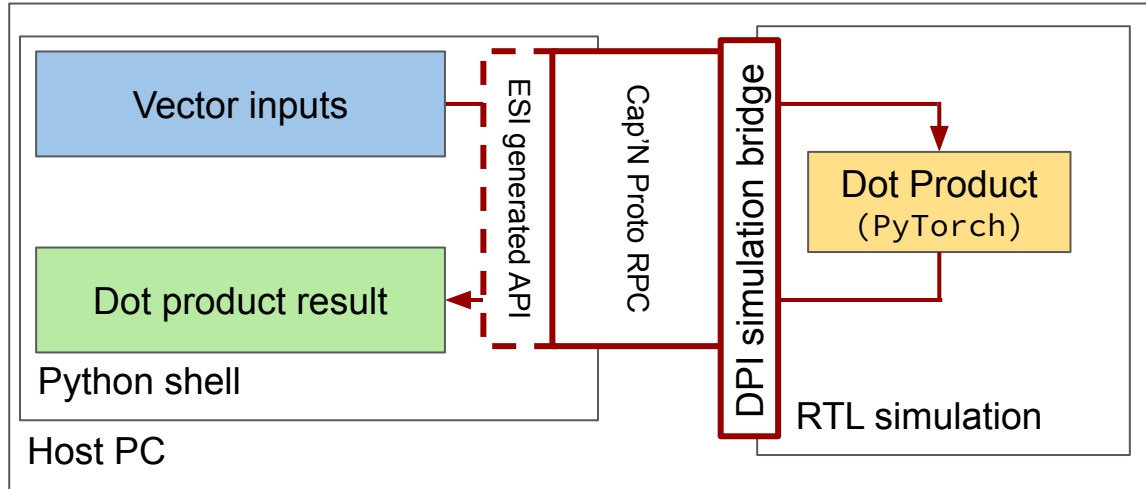 Vector inputs
Dot product result
Python shell
Host PC
ESI generated API
Cap'N Proto RPC
DPI simulation bridge
Dot Product
(PyTorch)
RTL simulation